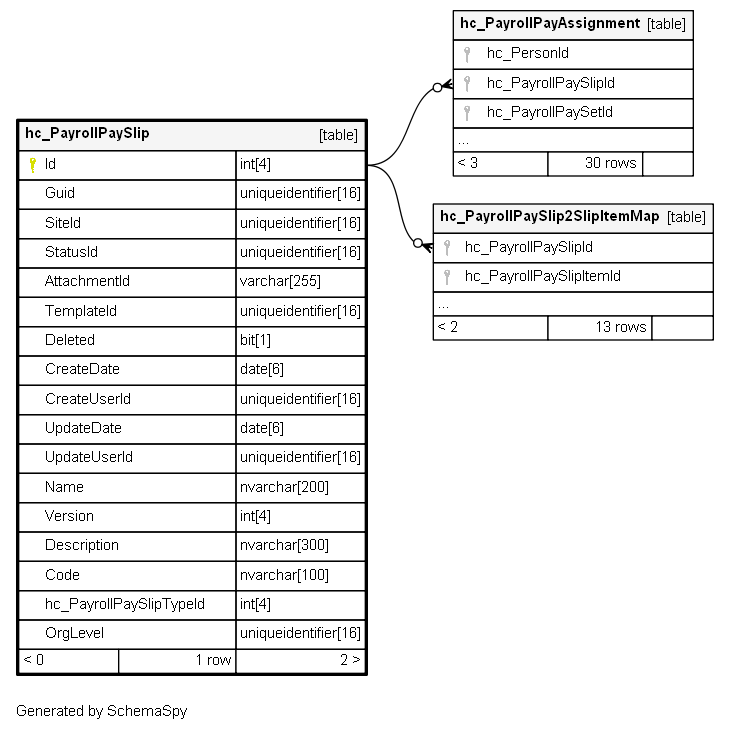 hc_PayrollPayAssignment [table]
hc_PersonId
hc_PayrollPaySlipId
hc_PayrollPaySetId
...
< 3 30 rows
hc_PayrollPaySlip [table]
Id int[4]
Guid uniqueidentifier[16]
SiteId uniqueidentifier[16]
StatusId uniqueidentifier[16]
AttachmentId varchar[255]
TemplateId uniqueidentifier[16]
Deleted bit[1]
CreateDate date[6]
CreateUserId uniqueidentifier[16]
UpdateDate date[6]
UpdateUserId uniqueidentifier[16]
Name nvarchar[200]
Version int[4]
Description nvarchar[300]
Code nvarchar[100]
hc_PayrollPaySlipTypeId int[4]
OrgLevel uniqueidentifier[16]
< 0 1 row 2 >
hc_PayrollPaySlip2SlipItemMap [table]
hc_PayrollPaySlipId
hc_PayrollPaySlipItemId
...
< 2 13 rows
Generated by SchemaSpy